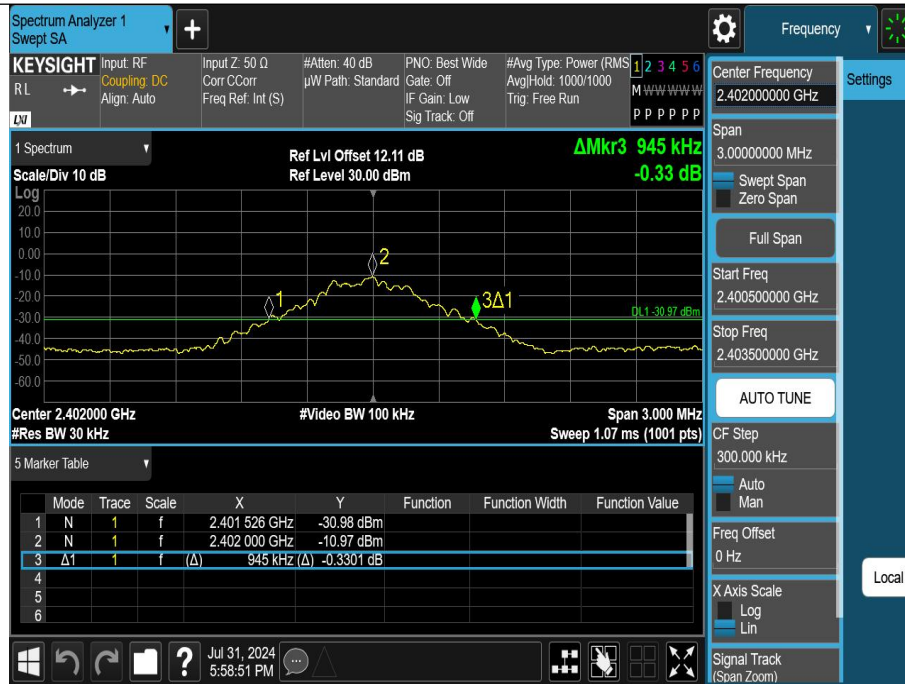 Spectrum Analyzer 1
Swept SA
+
Frequency
KEYSIGHT
RL
LXI
Input: RF
Coupling: DC
Align: Auto
Input Z: 50 Ω
Corr CCorr
Freq Ref: Int (S)
#Atten: 40 dB
µW Path: Standard
PNO: Best Wide
Gate: Off
IF Gain: Low
Sig Track: Off
#Avg Type: Power (RMS
Avg|Hold: 1000/1000
Trig: Free Run
1 2 3 4 5 6
M W W W W W
P P P P P P
1 Spectrum
Scale/Div 10 dB
Ref Lvl Offset 12.11 dB
Ref Level 30.00 dBm
ΔMkr3 945 kHz
-0.33 dB
Log
20.0
10.0
0.00
-10.0
-20.0
-30.0
-40.0
-50.0
-60.0
1
2
3Δ1
DL1 -30.97 dBm
Center 2.402000 GHz
#Video BW 100 kHz
Span 3.000 MHz
#Res BW 30 kHz
Sweep 1.07 ms (1001 pts)
5 Marker Table
Mode Trace Scale X Y Function Function Width Function Value
1 N 1 f 2.401 526 GHz -30.98 dBm
2 N 1 f 2.402 000 GHz -10.97 dBm
3 Δ1 1 f (Δ) 945 kHz (Δ) -0.3301 dB
4
5
6
?
Jul 31, 2024
5:58:51 PM
Center Frequency
2.402000000 GHz
Settings
Span
3.00000000 MHz
Swept Span
Zero Span
Full Span
Start Freq
2.400500000 GHz
Stop Freq
2.403500000 GHz
AUTO TUNE
CF Step
300.000 kHz
Auto
Man
Freq Offset
0 Hz
Local
X Axis Scale
Log
Lin
Signal Track
(Span Zoom)